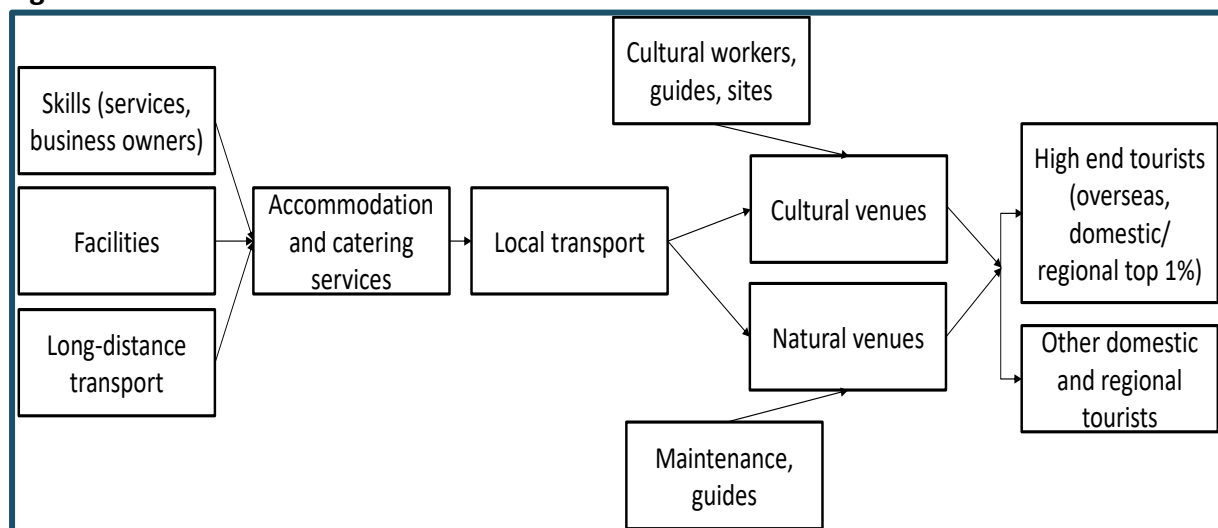 Skills (services,
business owners)
Facilities
Long-distance
transport
Accommodation
and catering
services
Local transport
Cultural workers,
guides, sites
Cultural venues
Natural venues
Maintenance,
guides
High end tourists
(overseas,
domestic/
regional top 1%)
Other domestic
and regional
tourists